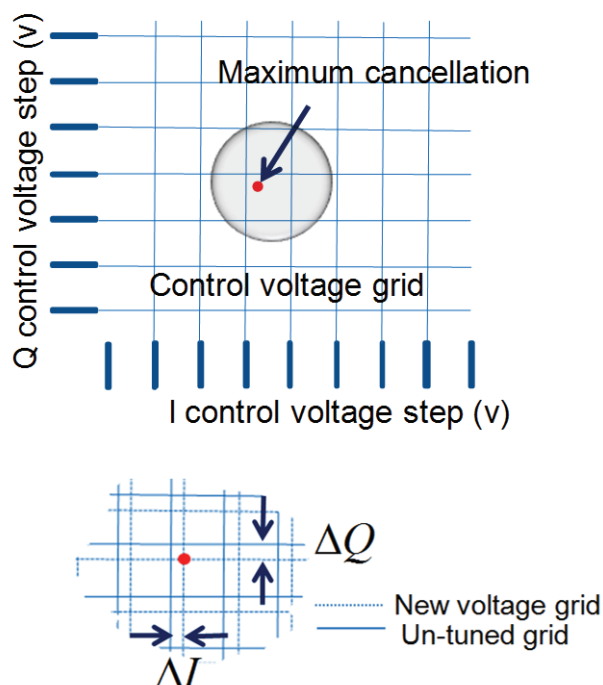 Q control voltage step (v)
Maximum cancellation
Control voltage grid
I control voltage step (v)
ΔQ
New voltage grid
Un-tuned grid
ΔI